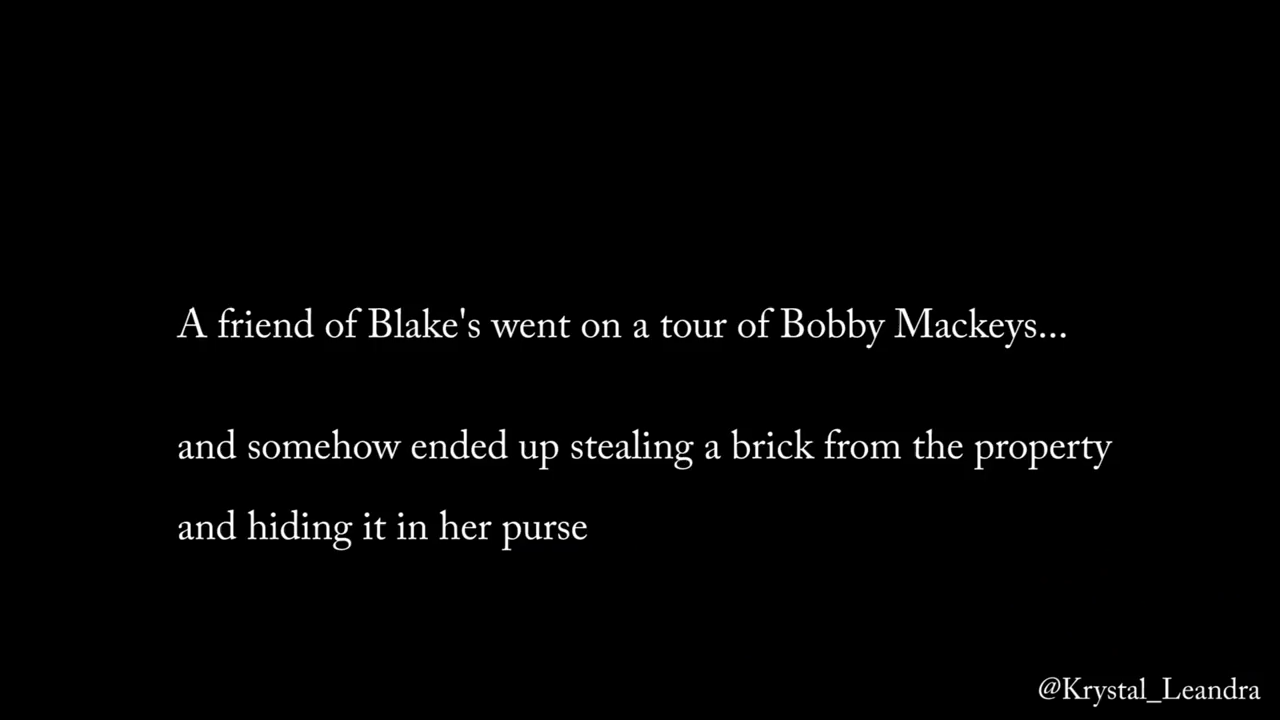 A friend of Blake's went on a tour of Bobby Mackeys...
and somehow ended up stealing a brick from the property
and hiding it in her purse
@Krystal_Leandra